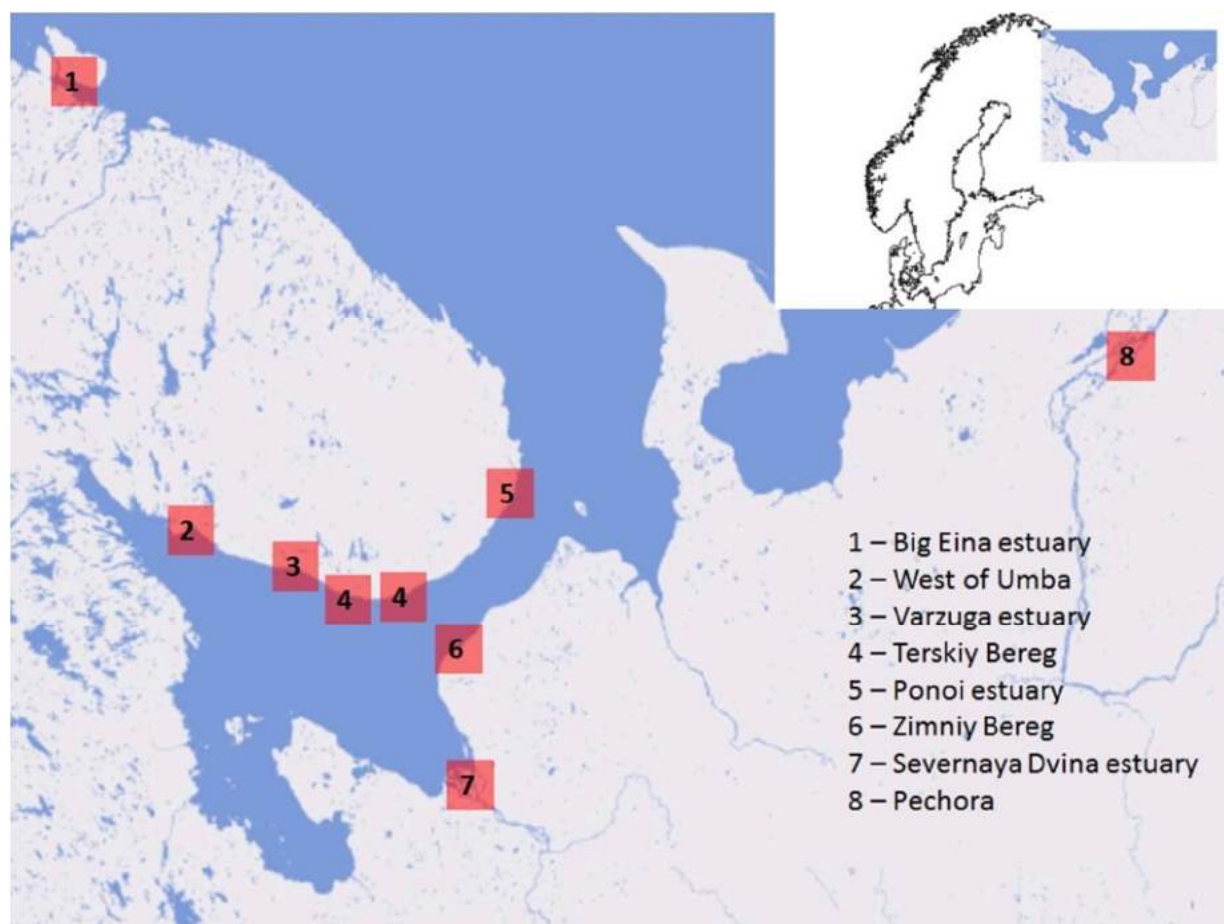 1
8
5
2
3
4
4
6
7
1 – Big Eina estuary
2 – West of Umba
3 – Varzuga estuary
4 – Terskiy Bereg
5 – Ponoi estuary
6 – Zimniy Bereg
7 – Severnaya Dvina estuary
8 – Pechora